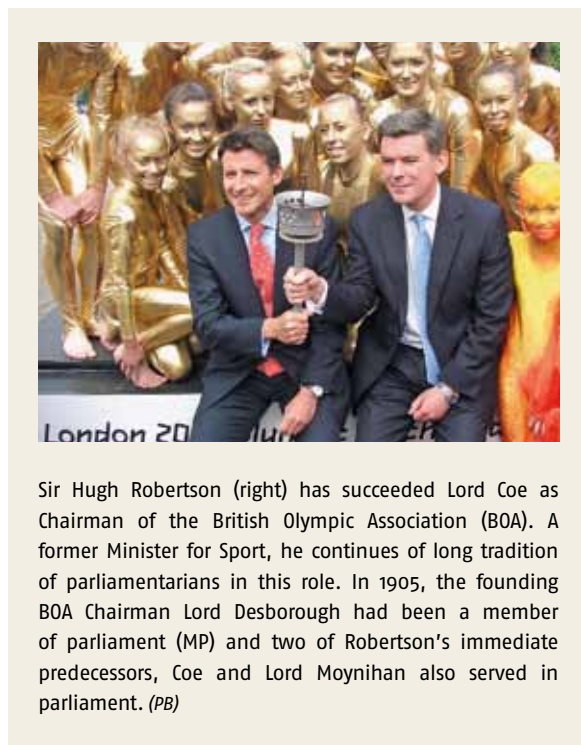 London 20
Sir Hugh Robertson (right) has succeeded Lord Coe as
Chairman of the British Olympic Association (BOA). A
former Minister for Sport, he continues of long tradition
of parliamentarians in this role. In 1905, the founding
BOA Chairman Lord Desborough had been a member
of parliament (MP) and two of Robertson's immediate
predecessors, Coe and Lord Moynihan also served in
parliament. (PB)